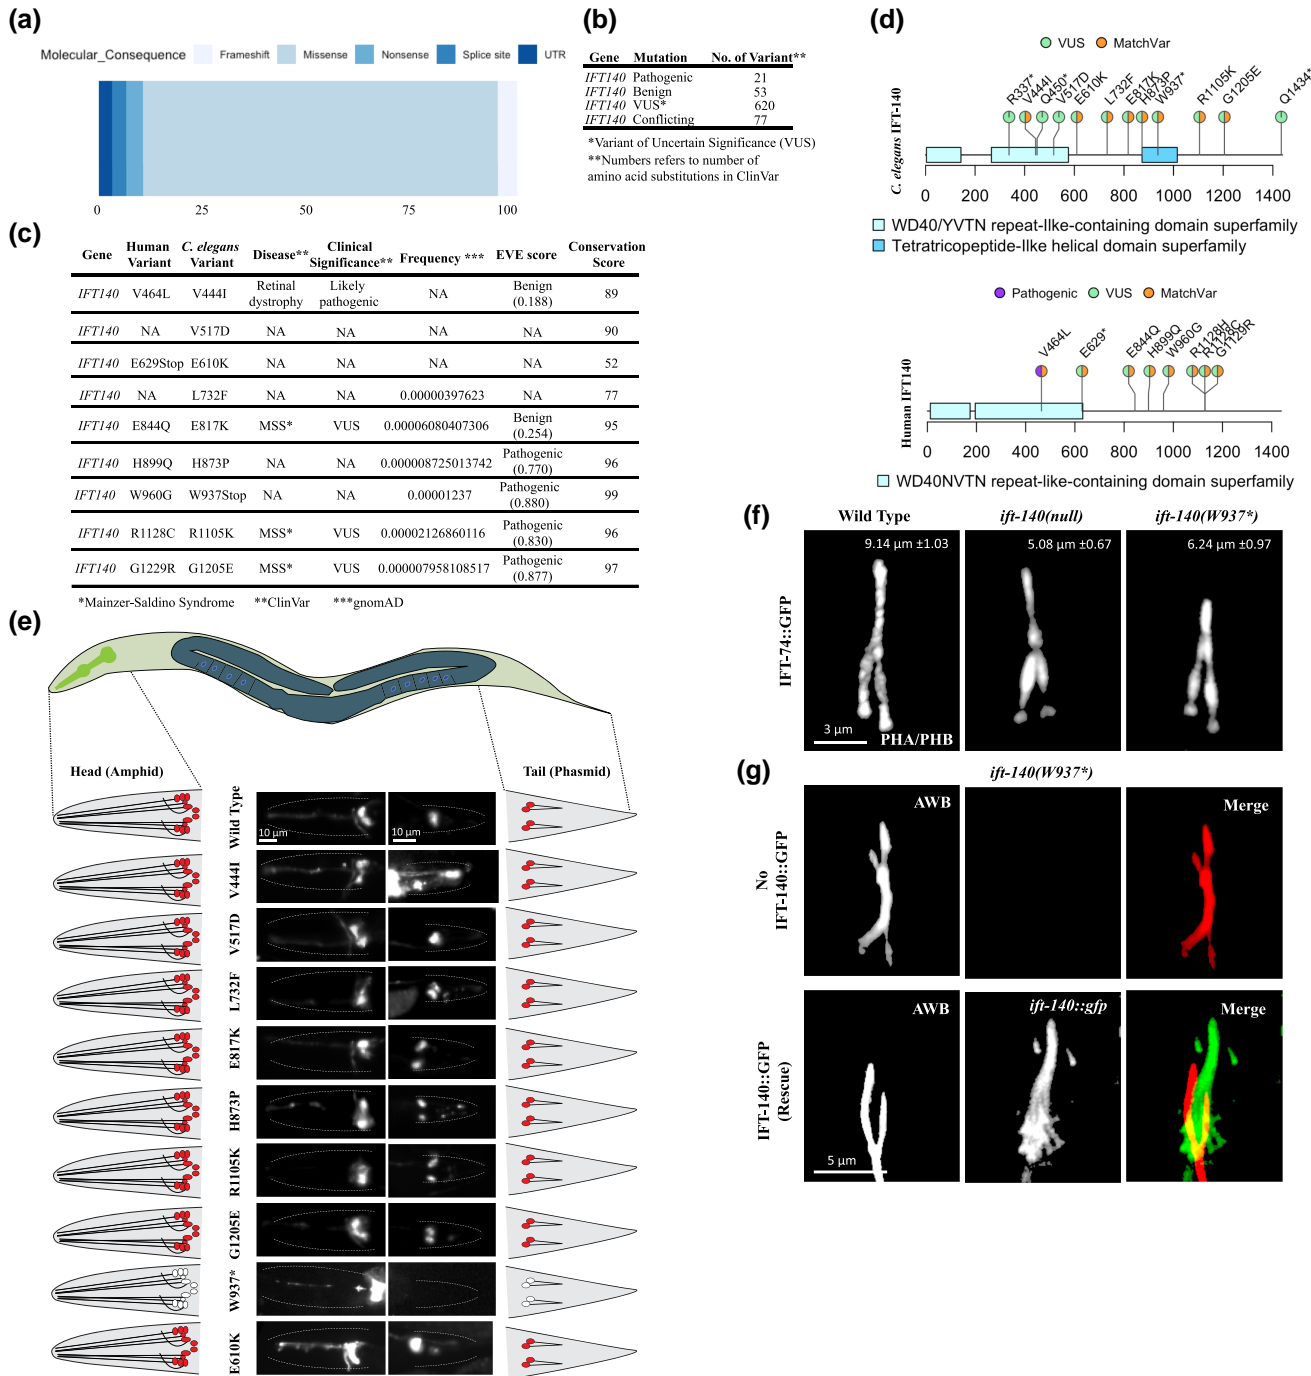 (a)
Molecular_Consequence Frameshift Missense Nonsense Splice site UTR
0 25 50 75 100
(b)
Gene Mutation No. of Variant**
IFT140 Pathogenic 21
IFT140 Benign 53
IFT140 VUS* 620
IFT140 Conflicting 77
*Variant of Uncertain Significance (VUS)
**Numbers refers to number of
amino acid substitutions in ClinVar
(c)
Gene Human Variant C. elegans Variant Disease** Clinical Significance** Frequency *** EVE score Conservation Score
IFT140 V464L V444I Retinal dystrophy Likely pathogenic NA Benign (0.188) 89
IFT140 NA V517D NA NA NA NA 90
IFT140 E629Stop E610K NA NA NA NA 52
IFT140 NA L732F NA NA 0.00000397623 NA 77
IFT140 E844Q E817K MSS* VUS 0.00006080407306 Benign (0.254) 95
IFT140 H899Q H873P NA NA 0.000008725013742 Pathogenic (0.770) 96
IFT140 W960G W937Stop NA NA 0.00001237 Pathogenic (0.880) 99
IFT140 R1128C R1105K MSS* VUS 0.00002126860116 Pathogenic (0.830) 96
IFT140 G1229R G1205E MSS* VUS 0.000007958108517 Pathogenic (0.877) 97
*Mainzer-Saldino Syndrome **ClinVar ***gnomAD
(d)
VUS MatchVar
R337* V444I Q450* V517D E610K L732F E817K H873P W937* R1105K G1205E Q1434*
C. elegans IFT-140
0 200 400 600 800 1000 1200 1400
WD40/YVTN repeat-like-containing domain superfamily
Tetratricopeptide-like helical domain superfamily
Pathogenic VUS MatchVar
V464L E629* E844Q H899Q W960G R1128H R1128C G1129R
Human IFT140
0 200 400 600 800 1000 1200 1400
WD40NVTN repeat-like-containing domain superfamily
(e)
Head (Amphid) Tail (Phasmid)
Wild Type
10 µm 10 µm
V444I
V517D
L732F
E817K
H873P
R1105K
G1205E
W937*
E610K
(f)
Wild Type ift-140(null) ift-140(W937*)
9.14 µm ±1.03 5.08 µm ±0.67 6.24 µm ±0.97
IFT-74::GFP
3 µm
PHA/PHB
(g)
ift-140(W937*)
No IFT-140::GFP
AWB Merge
IFT-140::GFP (Rescue)
AWB ift-140::gfp Merge
5 µm